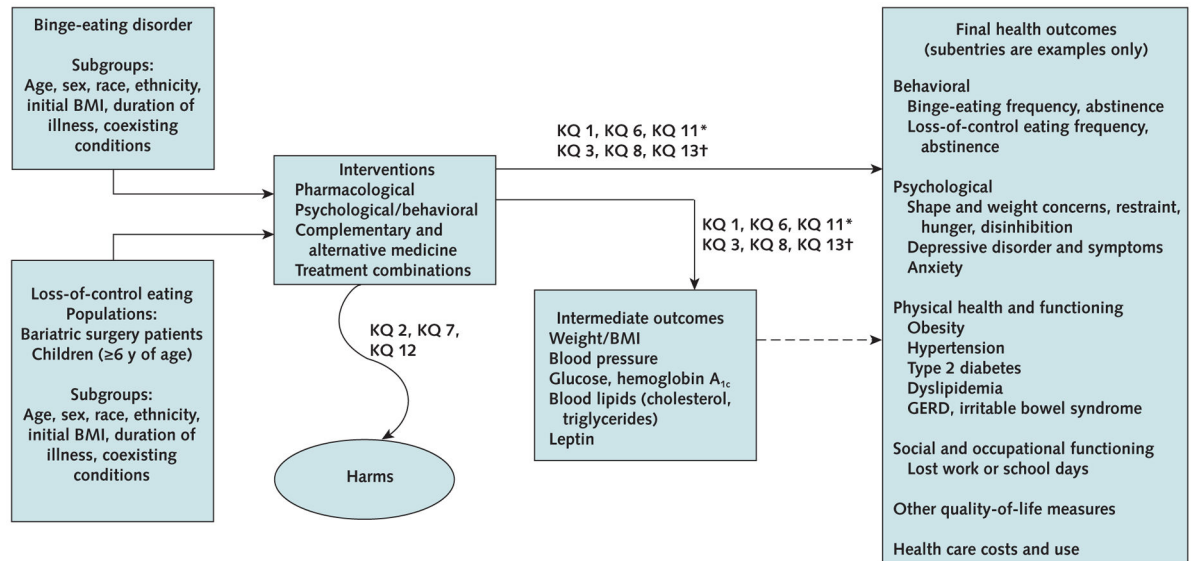 Binge-eating disorder
Subgroups:
Age, sex, race, ethnicity,
initial BMI, duration of
illness, coexisting
conditions
Loss-of-control eating
Populations:
Bariatric surgery patients
Children (≥6 y of age)
Subgroups:
Age, sex, race, ethnicity,
initial BMI, duration of
illness, coexisting
conditions
Interventions
Pharmacological
Psychological/behavioral
Complementary and
alternative medicine
Treatment combinations
KQ 2, KQ 7,
KQ 12
Harms
KQ 1, KQ 6, KQ 11*
KQ 3, KQ 8, KQ 13†
KQ 1, KQ 6, KQ 11*
KQ 3, KQ 8, KQ 13†
Intermediate outcomes
Weight/BMI
Blood pressure
Glucose, hemoglobin A1c
Blood lipids (cholesterol,
triglycerides)
Leptin
Final health outcomes
(subentries are examples only)
Behavioral
Binge-eating frequency, abstinence
Loss-of-control eating frequency,
abstinence
Psychological
Shape and weight concerns, restraint,
hunger, disinhibition
Depressive disorder and symptoms
Anxiety
Physical health and functioning
Obesity
Hypertension
Type 2 diabetes
Dyslipidemia
GERD, irritable bowel syndrome
Social and occupational functioning
Lost work or school days
Other quality-of-life measures
Health care costs and use